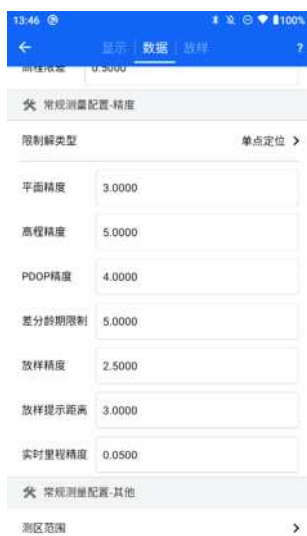 13:46 100%
显示 数据 放样 ?
高程限差 0.5000
常规测量配置-精度
限制解类型 单点定位
平面精度 3.0000
高程精度 5.0000
PDOP精度 4.0000
差分龄期限制 5.0000
放样精度 2.5000
放样提示距离 3.0000
实时里程精度 0.0500
常规测量配置-其他
测区范围